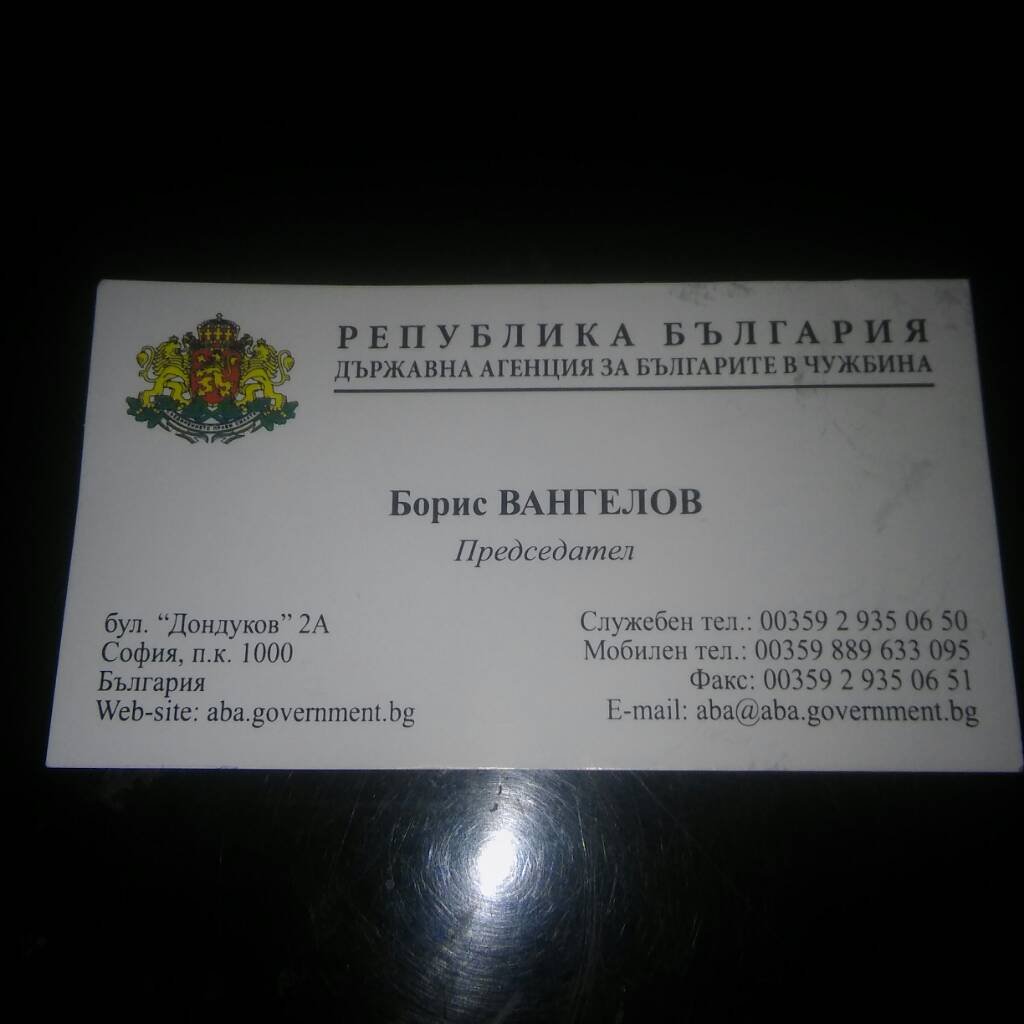 РЕПУБЛИКА БЪЛГАРИЯ
ДЪРЖАВНА АГЕНЦИЯ ЗА БЪЛГАРИТЕ В ЧУЖБИНА
Борис ВАНГЕЛОВ
Председател
бул. “Дондуков” 2А
София, п.к. 1000
България
Web-site: aba.government.bg
Служебен тел.: 00359 2 935 06 50
Мобилен тел.: 00359 889 633 095
Факс: 00359 2 935 06 51
E-mail: aba@aba.government.bg